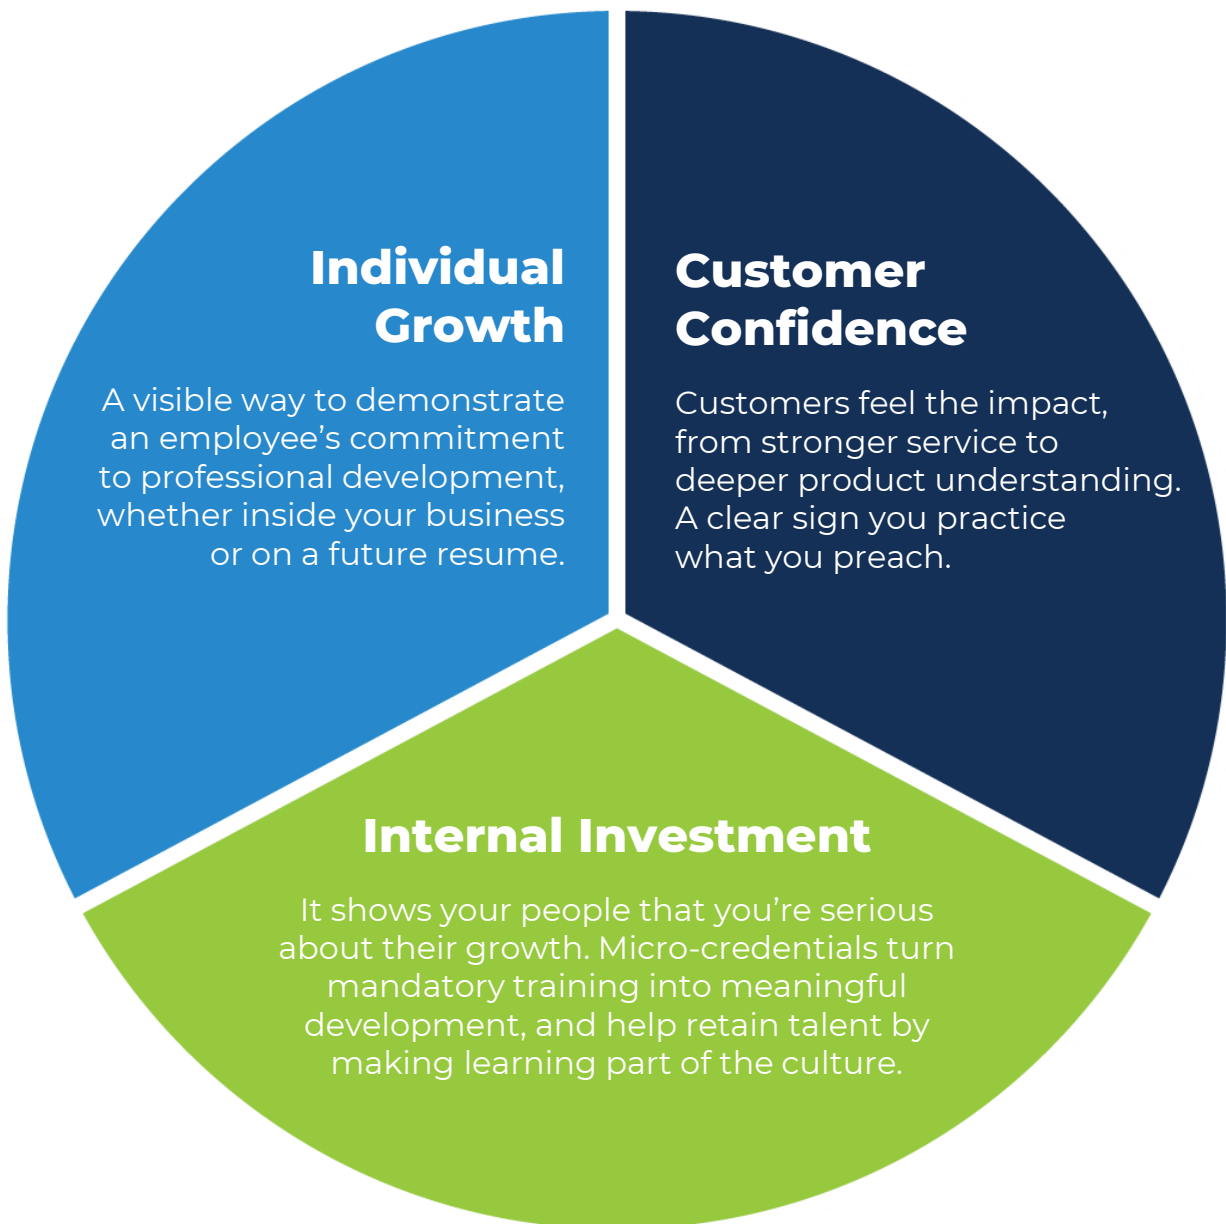 Individual
Growth
A visible way to demonstrate
an employee’s commitment
to professional development,
whether inside your business
or on a future resume.
Customer
Confidence
Customers feel the impact,
from stronger service to
deeper product understanding.
A clear sign you practice
what you preach.
Internal Investment
It shows your people that you’re serious
about their growth. Micro-credentials turn
mandatory training into meaningful
development, and help retain talent by
making learning part of the culture.